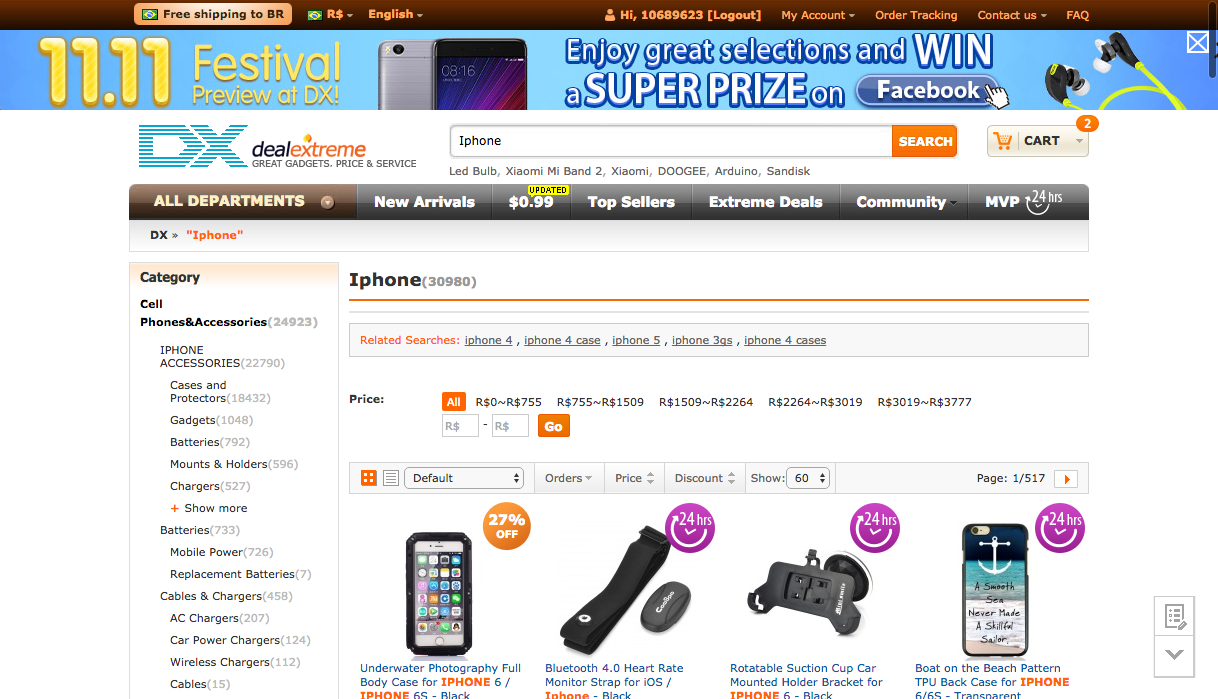 Free shipping to BR
R$
English
Hi, 10689623 [Logout]
My Account
Order Tracking
Contact us
FAQ
11.11 Festival
Preview at DX!
08:16
Enjoy great selections and WIN
a SUPER PRIZE on Facebook
DX dealextreme
GREAT GADGETS. PRICE & SERVICE
Iphone
SEARCH
CART
2
Led Bulb, Xiaomi Mi Band 2, Xiaomi, DOOGEE, Arduino, Sandisk
ALL DEPARTMENTS
New Arrivals
UPDATED
$0.99
Top Sellers
Extreme Deals
Community
MVP 24 hrs
DX » "Iphone"
Category
Cell
Phones&Accessories(24923)
IPHONE
ACCESSORIES(22790)
Cases and
Protectors(18432)
Gadgets(1048)
Batteries(792)
Mounts & Holders(596)
Chargers(527)
+ Show more
Batteries(733)
Mobile Power(726)
Replacement Batteries(7)
Cables & Chargers(458)
AC Chargers(207)
Car Power Chargers(124)
Wireless Chargers(112)
Cables(15)
Iphone(30980)
Related Searches: iphone 4 , iphone 4 case , iphone 5 , iphone 3gs , iphone 4 cases
Price:
All R$0~R$755 R$755~R$1509 R$1509~R$2264 R$2264~R$3019 R$3019~R$3777
R$ - R$ Go
Default
Orders
Price
Discount
Show: 60
Page: 1/517
27%
OFF
Underwater Photography Full
Body Case for IPHONE 6 /
IPHONE 6S - Black
24 hrs
CooSpo
Bluetooth 4.0 Heart Rate
Monitor Strap for iOS /
Iphone - Black
24 hrs
Rotatable Suction Cup Car
Mounted Holder Bracket for
IPHONE 6 - Black
24 hrs
A Smooth
Sea
Never Made
A Skillful
Sailor
Boat on the Beach Pattern
TPU Back Case for IPHONE
6/6S - Transparent